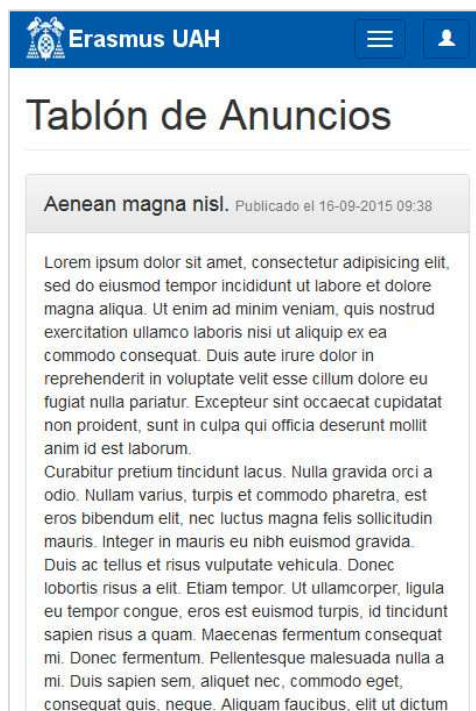 Erasmus UAH
Tablón de Anuncios
Aenean magna nisl. Publicado el 16-09-2015 09:38
Lorem ipsum dolor sit amet, consectetur adipisicing elit,
sed do eiusmod tempor incididunt ut labore et dolore
magna aliqua. Ut enim ad minim veniam, quis nostrud
exercitation ullamco laboris nisi ut aliquip ex ea
commodo consequat. Duis aute irure dolor in
reprehenderit in voluptate velit esse cillum dolore eu
fugiat nulla pariatur. Excepteur sint occaecat cupidatat
non proident, sunt in culpa qui officia deserunt mollit
anim id est laborum.
Curabitur pretium tincidunt lacus. Nulla gravida orci a
odio. Nullam varius, turpis et commodo pharetra, est
eros bibendum elit, nec luctus magna felis sollicitudin
mauris. Integer in mauris eu nibh euismod gravida.
Duis ac tellus et risus vulputate vehicula. Donec
lobortis risus a elit. Etiam tempor. Ut ullamcorper, ligula
eu tempor congue, eros est euismod turpis, id tincidunt
sapien risus a quam. Maecenas fermentum consequat
mi. Donec fermentum. Pellentesque malesuada nulla a
mi. Duis sapien sem, aliquet nec, commodo eget,
consequat quis, neque. Aliquam faucibus, elit ut dictum